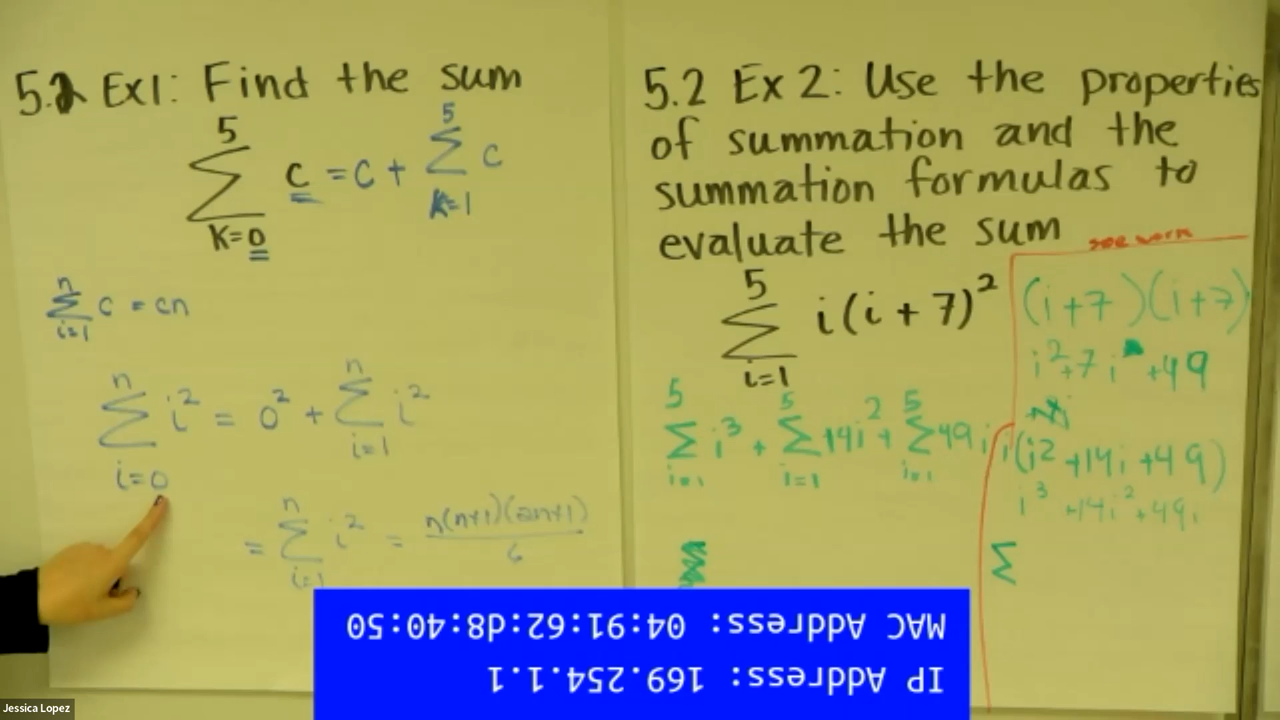 5.2 Ex1: Find the sum
5
∑ c = c + ∑ c
k=0
5
k=1
n
∑ c = cn
i=1
n
∑ i² = 0² + ∑ i²
i=0
n
i=1
n
= ∑ i² = n(n+1)(2n+1)
i=1
6
5.2 Ex 2: Use the properties
of summation and the
summation formulas to
evaluate the sum
5
∑ i(i+7)²
i=1
5 5 5
∑ i³ + ∑ 14i² + ∑ 49i
i=1 i=1 i=1
(i+7)(i+7)
i²+7i +49
i(i²+14i+49)
i³+14i²+49i
∑
IP Address: 169.254.1.1
MAC Address: 04:91:62:d8:40:50
Jessica Lopez